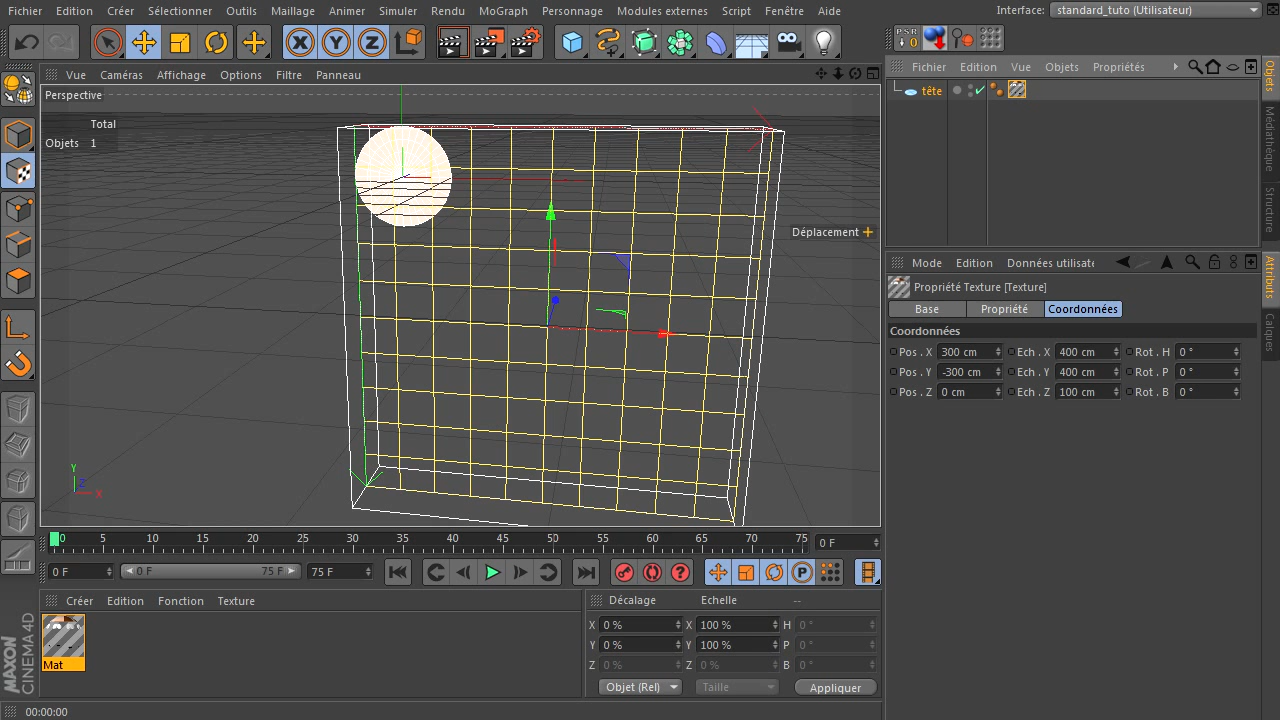 Fichier Edition Créer Sélectionner Outils Maillage Animer Simuler Rendu MoGraph Personnage Modules externes Script Fenêtre Aide Interface: standard_tuto (Utilisateur)
X Y Z PSR 0
Vue Caméras Affichage Options Filtre Panneau
Fichier Edition Vue Objets Propriétés
Perspective
tête
Total
Objets 1
Déplacement
Objets
Médiathèque
Structure
Mode Edition Données utilisate
Propriété Texture [Texture]
Base Propriété Coordonnées
Coordonnées
Pos . X 300 cm Ech . X 400 cm Rot . H 0 °
Pos . Y -300 cm Ech . Y 400 cm Rot . P 0 °
Pos . Z 0 cm Ech . Z 100 cm Rot . B 0 °
Attributs
Calques
Y
Z
X
0 5 10 15 20 25 30 35 40 45 50 55 60 65 70 75 0 F
0 F 0 F 75 F 75 F P
Créer Edition Fonction Texture
Mat
Décalage Echelle --
X 0 % X 100 % H 0 °
Y 0 % Y 100 % P 0 °
Z 0 % Z 0 % B 0 °
Objet (Rel) Taille Appliquer
MAXON
CINEMA 4D
00:00:00